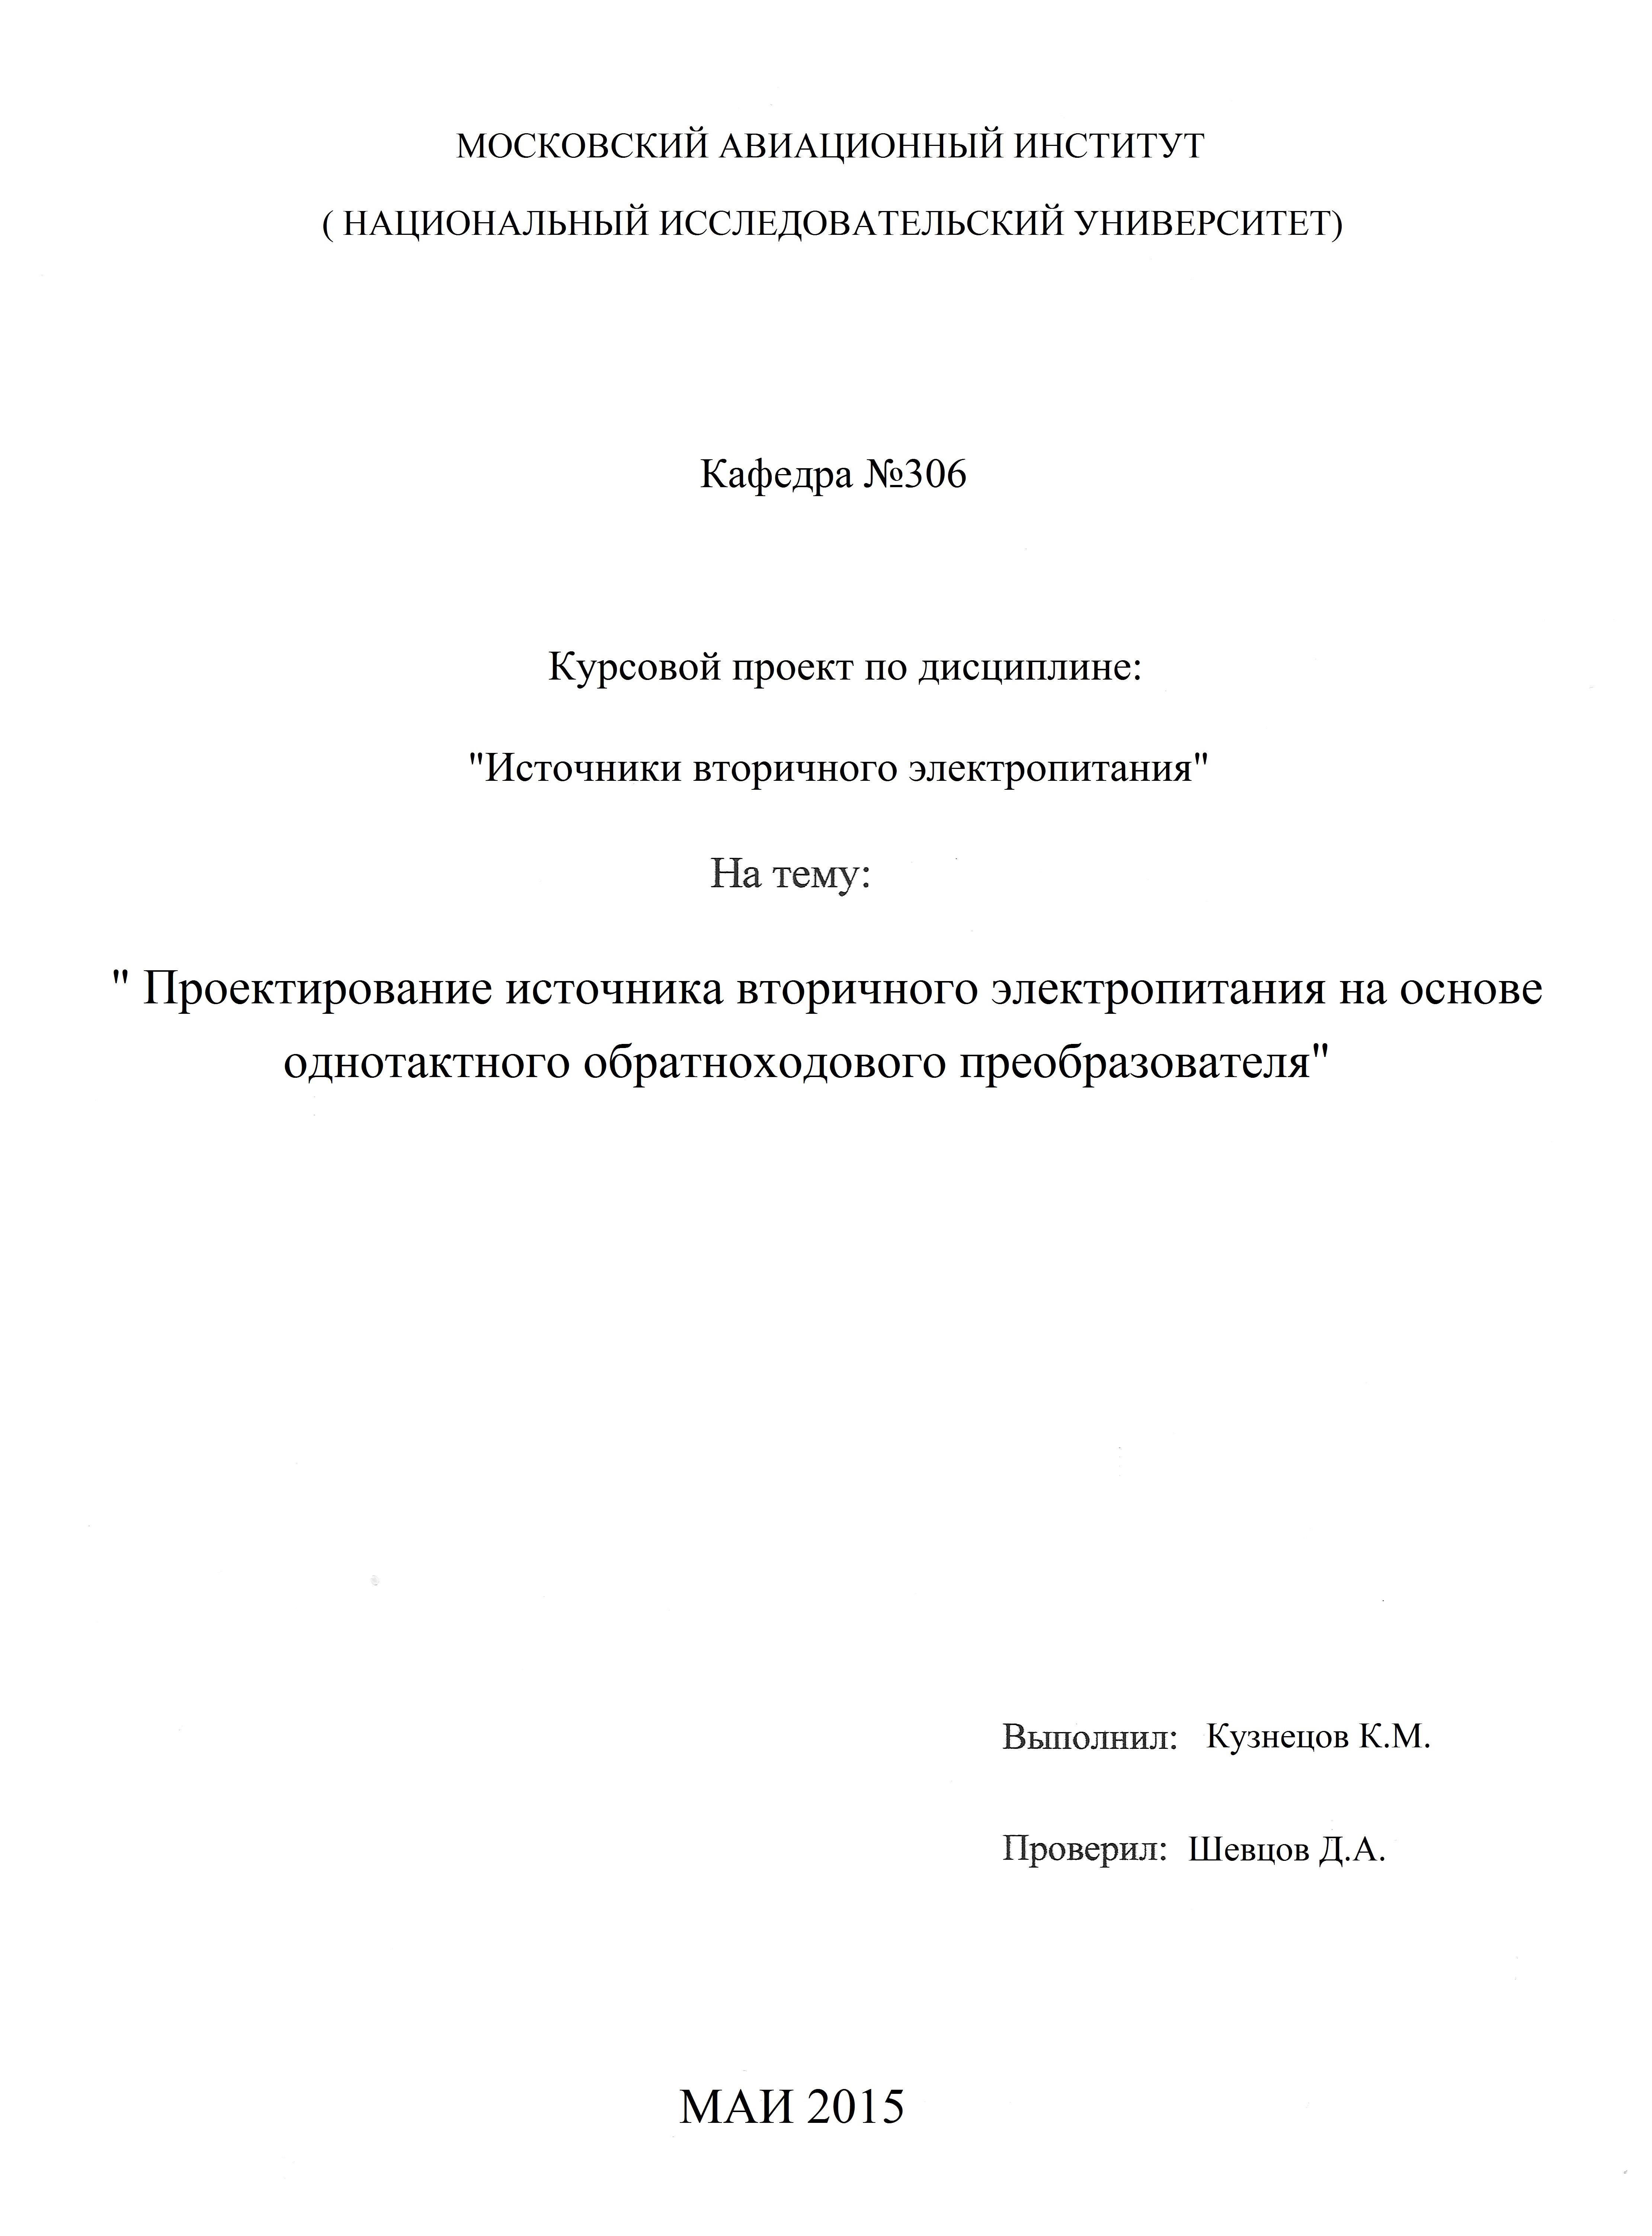 МОСКОВСКИЙ АВИАЦИОННЫЙ ИНСТИТУТ
( НАЦИОНАЛЬНЫЙ ИССЛЕДОВАТЕЛЬСКИЙ УНИВЕРСИТЕТ)
Кафедра №306
Курсовой проект по дисциплине:
"Источники вторичного электропитания"
На тему:
" Проектирование источника вторичного электропитания на основе
однотактного обратноходового преобразователя"
Выполнил: Кузнецов К.М.
Проверил: Шевцов Д.А.
МАИ 2015